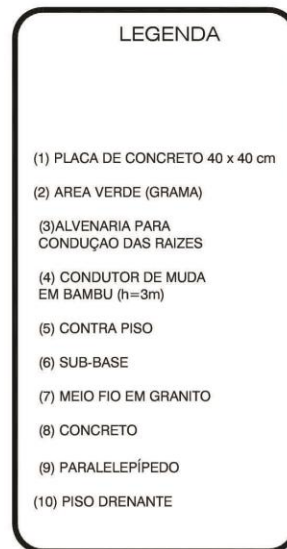 LEGENDA
(1) PLACA DE CONCRETO 40 x 40 cm
(2) AREA VERDE (GRAMA)
(3)ALVENARIA PARA
CONDUÇAO DAS RAIZES
(4) CONDUTOR DE MUDA
EM BAMBU (h=3m)
(5) CONTRA PISO
(6) SUB-BASE
(7) MEIO FIO EM GRANITO
(8) CONCRETO
(9) PARALELEPÍPEDO
(10) PISO DRENANTE